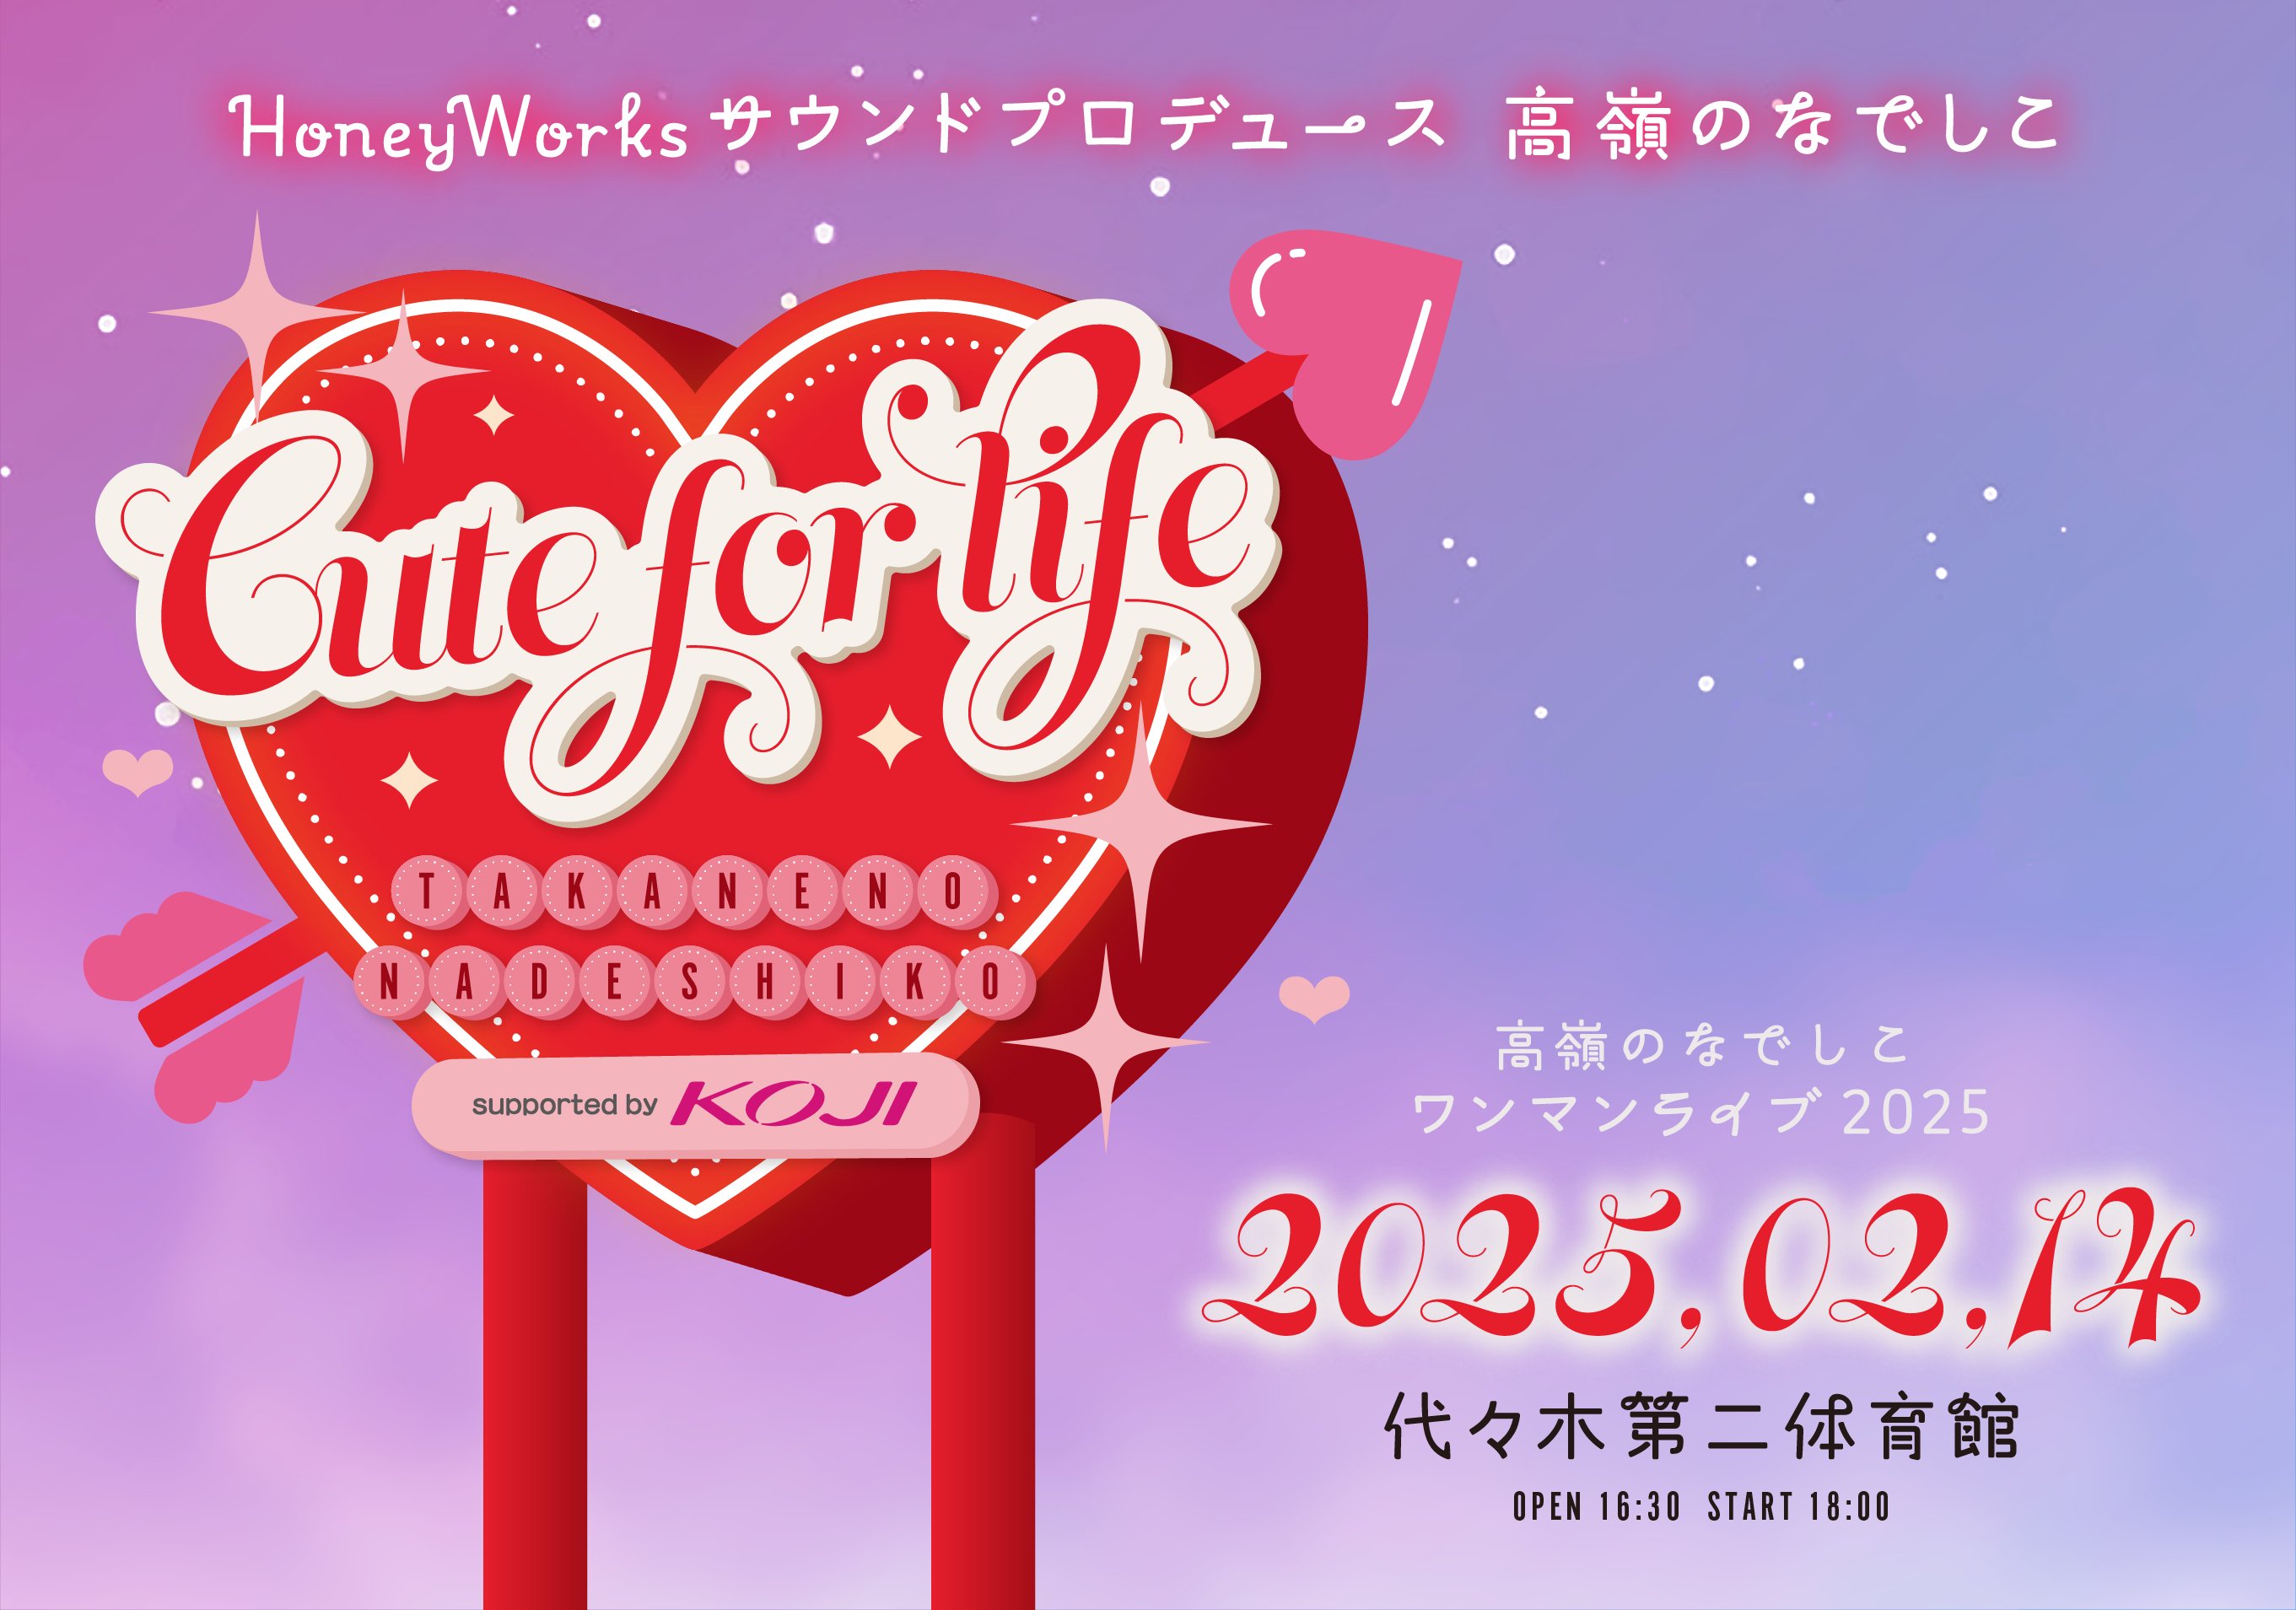 HoneyWorksサウンドプロデュース 高嶺のなでしこ
Cute for life
TAKANENO
NADESHIKO
supported by KOJI
高嶺のなでしこ
ワンマンライブ2025
2025,02,14
代々木第二体育館
OPEN 16:30 START 18:00